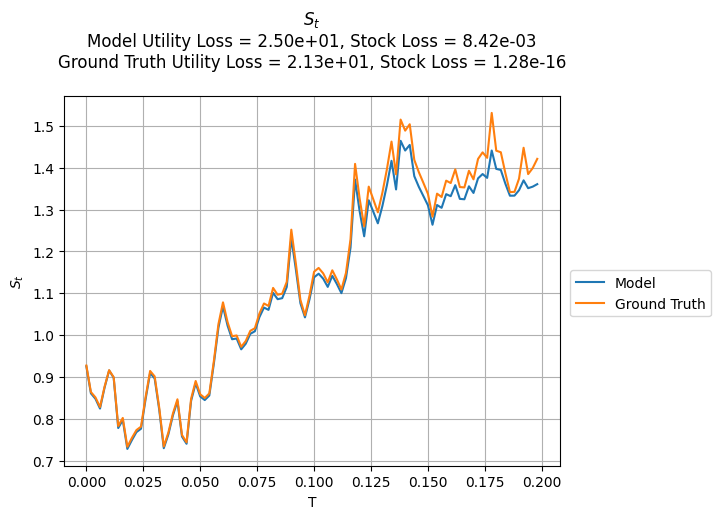 S_t
Model Utility Loss = 2.50e+01, Stock Loss = 8.42e-03
Ground Truth Utility Loss = 2.13e+01, Stock Loss = 1.28e-16
1.5
1.4
1.3
1.2
1.1
1.0
0.9
0.8
0.7
S_t
0.000 0.025 0.050 0.075 0.100 0.125 0.150 0.175 0.200
T
Model
Ground Truth